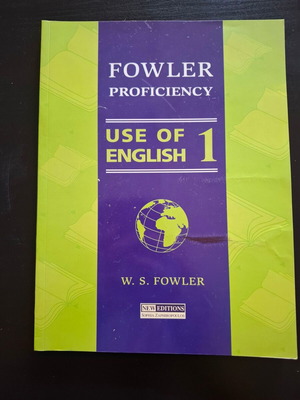 FOWLER
PROFICIENCY
USE OF
ENGLISH 1
W. S. FOWLER
NEW EDITIONS